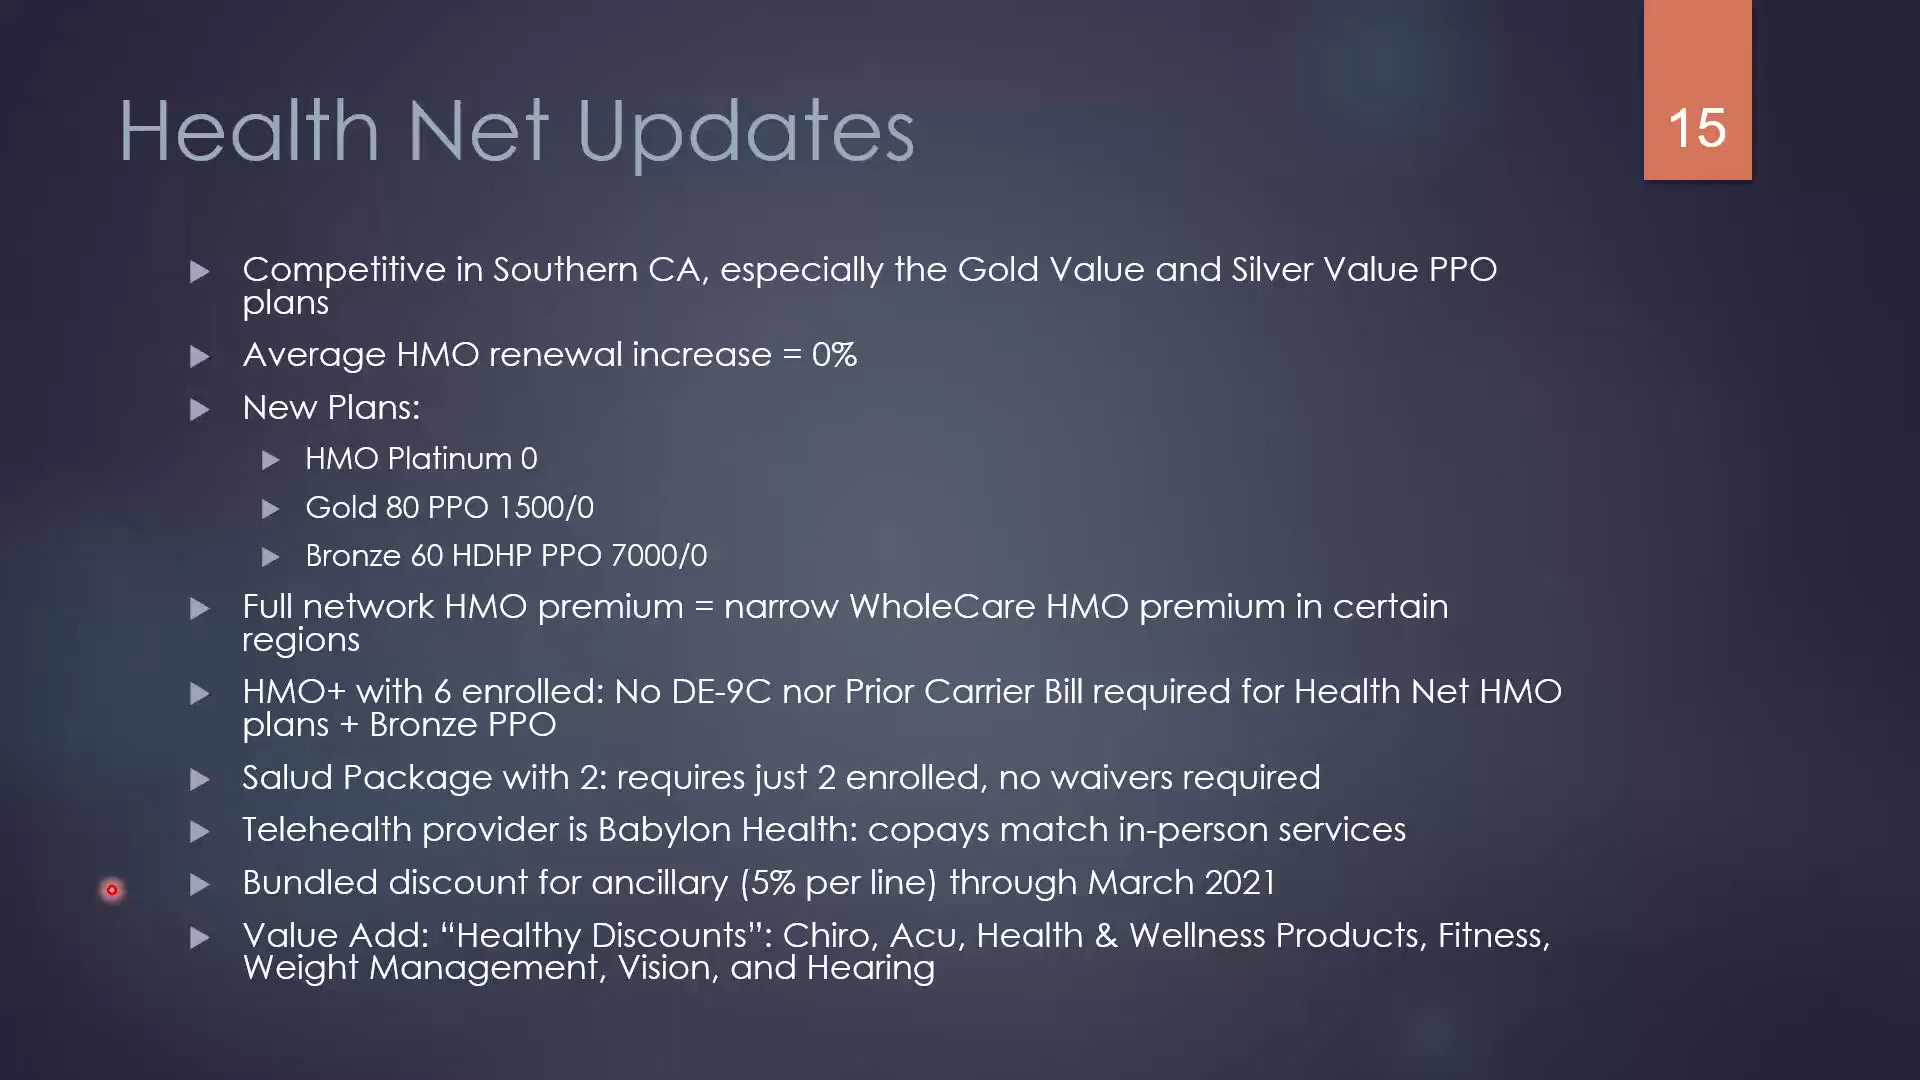 Health Net Updates
15
Competitive in Southern CA, especially the Gold Value and Silver Value PPO
plans
Average HMO renewal increase = 0%
New Plans:
HMO Platinum 0
Gold 80 PPO 1500/0
Bronze 60 HDHP PPO 7000/0
Full network HMO premium = narrow WholeCare HMO premium in certain
regions
HMO+ with 6 enrolled: No DE-9C nor Prior Carrier Bill required for Health Net HMO
plans + Bronze PPO
Salud Package with 2: requires just 2 enrolled, no waivers required
Telehealth provider is Babylon Health: copays match in-person services
Bundled discount for ancillary (5% per line) through March 2021
Value Add: “Healthy Discounts”: Chiro, Acu, Health & Wellness Products, Fitness,
Weight Management, Vision, and Hearing